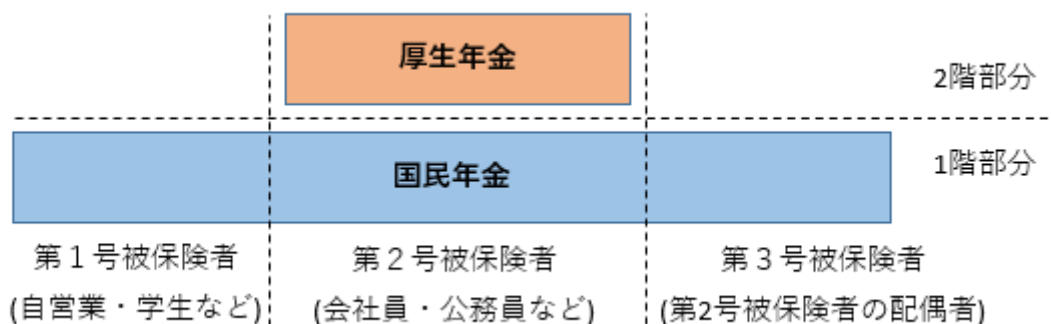 厚生年金
2階部分
国民年金
1階部分
第１号被保険者
(自営業・学生など)
第２号被保険者
(会社員・公務員など)
第３号被保険者
(第2号被保険者の配偶者)